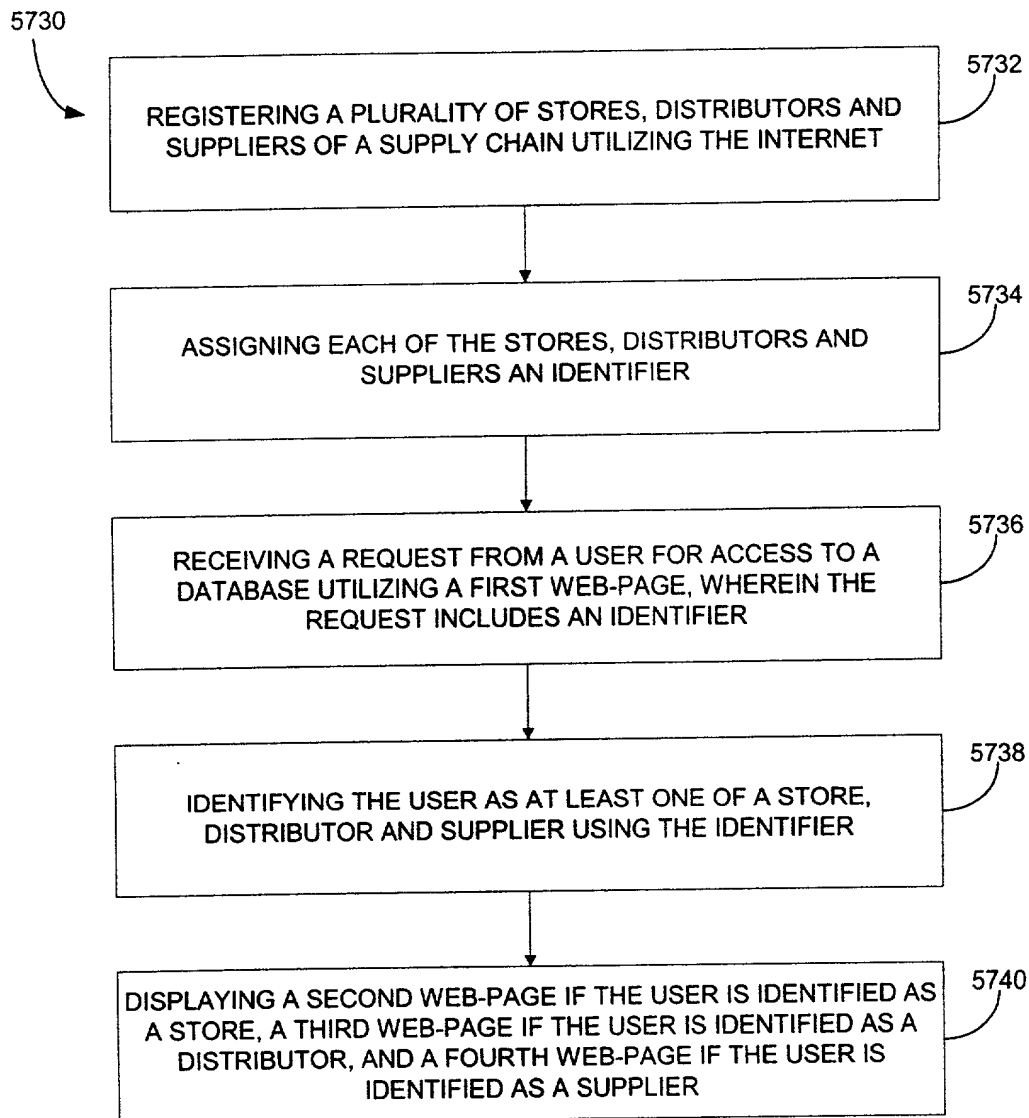 5730
5732
REGISTERING A PLURALITY OF STORES, DISTRIBUTORS AND
SUPPLIERS OF A SUPPLY CHAIN UTILIZING THE INTERNET
5734
ASSIGNING EACH OF THE STORES, DISTRIBUTORS AND
SUPPLIERS AN IDENTIFIER
5736
RECEIVING A REQUEST FROM A USER FOR ACCESS TO A
DATABASE UTILIZING A FIRST WEB-PAGE, WHEREIN THE
REQUEST INCLUDES AN IDENTIFIER
5738
IDENTIFYING THE USER AS AT LEAST ONE OF A STORE,
DISTRIBUTOR AND SUPPLIER USING THE IDENTIFIER
5740
DISPLAYING A SECOND WEB-PAGE IF THE USER IS IDENTIFIED AS
A STORE, A THIRD WEB-PAGE IF THE USER IS IDENTIFIED AS A
DISTRIBUTOR, AND A FOURTH WEB-PAGE IF THE USER IS
IDENTIFIED AS A SUPPLIER